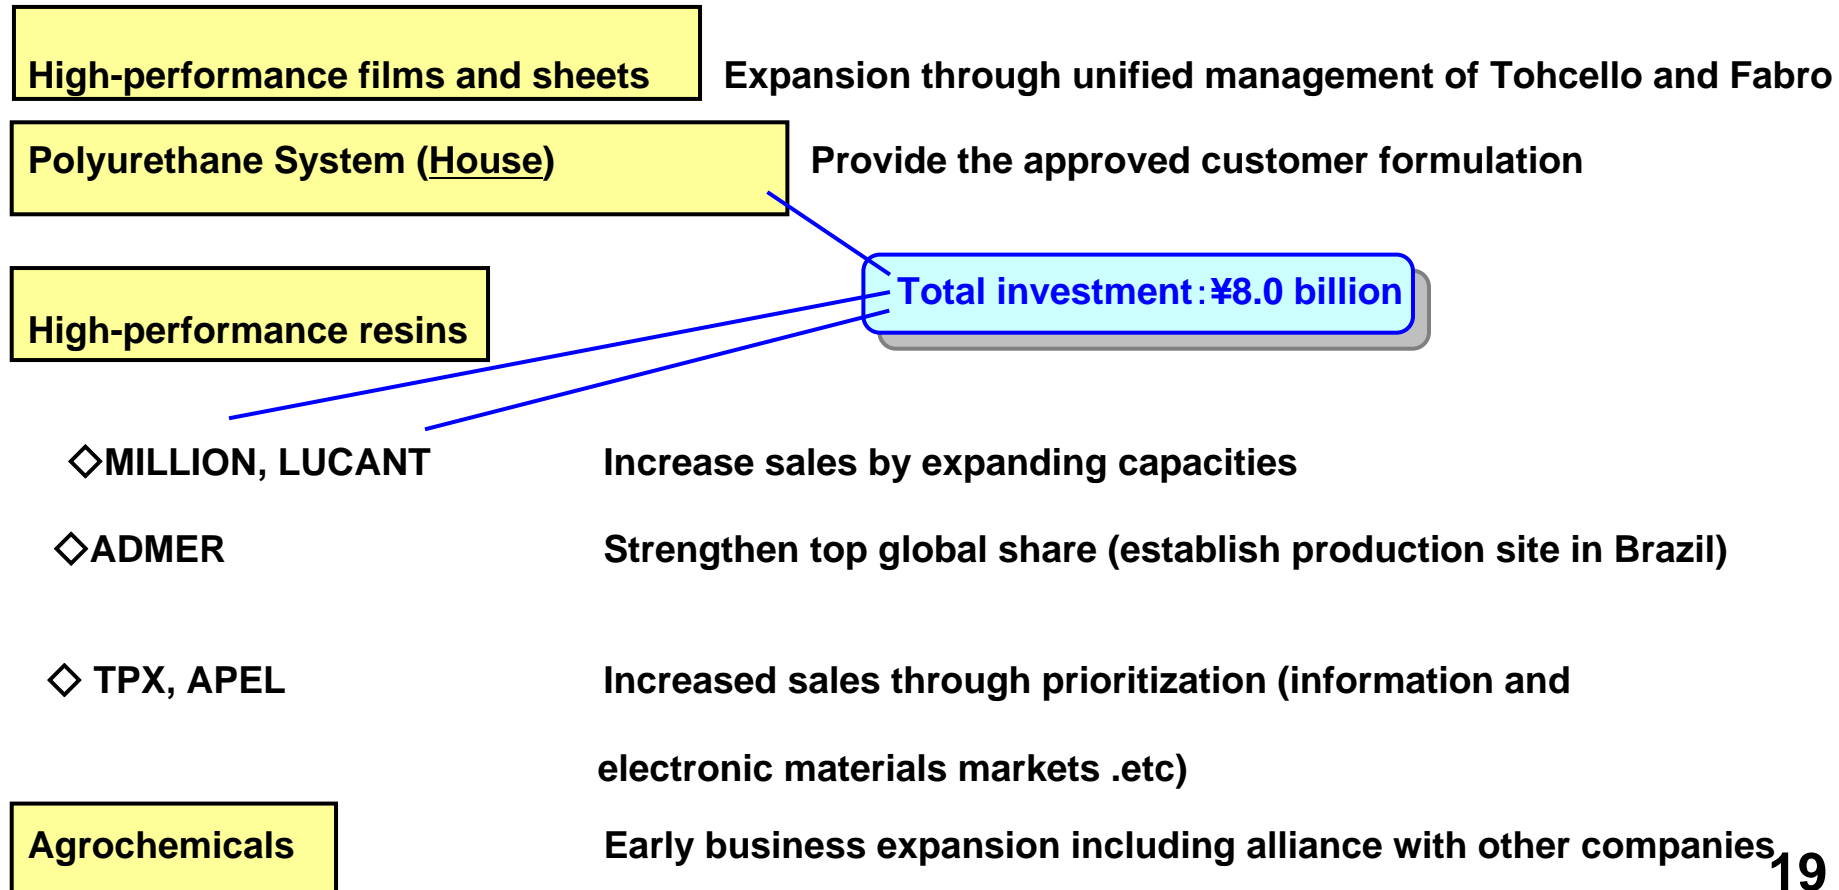 High-performance films and sheets Expansion through unified management of Tohcello and Fabro
Polyurethane System (House) Provide the approved customer formulation
Total investment:¥8.0 billion
High-performance resins
◇MILLION, LUCANT Increase sales by expanding capacities
◇ADMER Strengthen top global share (establish production site in Brazil)
◇ TPX, APEL Increased sales through prioritization (information and
electronic materials markets .etc)
Agrochemicals Early business expansion including alliance with other companies
19